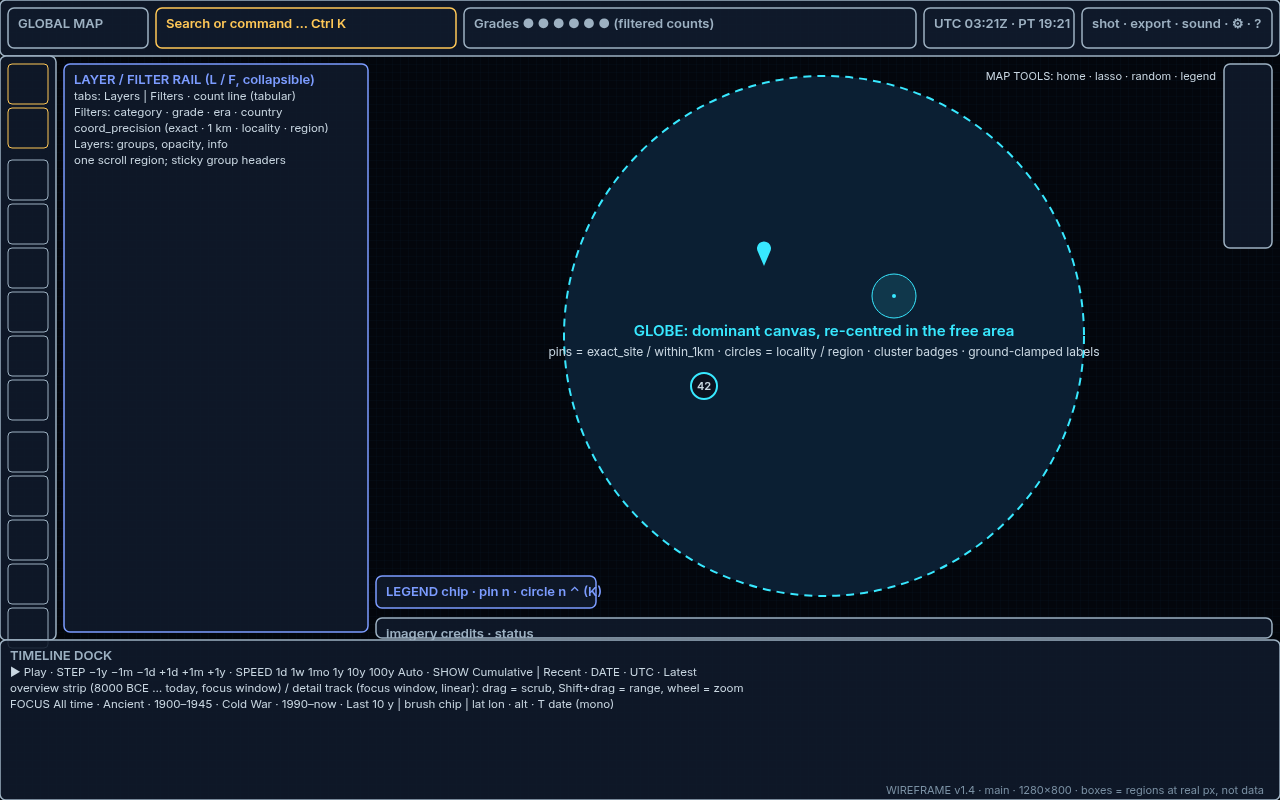 GLOBAL MAP
Search or command … Ctrl K
Grades ● ● ● ● ● ● (filtered counts)
UTC 03:21Z · PT 19:21
shot · export · sound · ⚙ · ?
LAYER / FILTER RAIL (L / F, collapsible)
tabs: Layers | Filters · count line (tabular)
Filters: category · grade · era · country
coord_precision (exact · 1 km · locality · region)
Layers: groups, opacity, info
one scroll region; sticky group headers
MAP TOOLS: home · lasso · random · legend
GLOBE: dominant canvas, re-centred in the free area
pins = exact_site / within_1km · circles = locality / region · cluster badges · ground-clamped labels
42
LEGEND chip · pin n · circle n ^ (K)
imagery credits · status
TIMELINE DOCK
▶ Play · STEP −1y −1m −1d +1d +1m +1y · SPEED 1d 1w 1mo 1y 10y 100y Auto · SHOW Cumulative | Recent · DATE · UTC · Latest
overview strip (8000 BCE … today, focus window) / detail track (focus window, linear): drag = scrub, Shift+drag = range, wheel = zoom
FOCUS All time · Ancient · 1900–1945 · Cold War · 1990–now · Last 10 y | brush chip | lat lon · alt · T date (mono)
WIREFRAME v1.4 · main · 1280×800 · boxes = regions at real px, not data